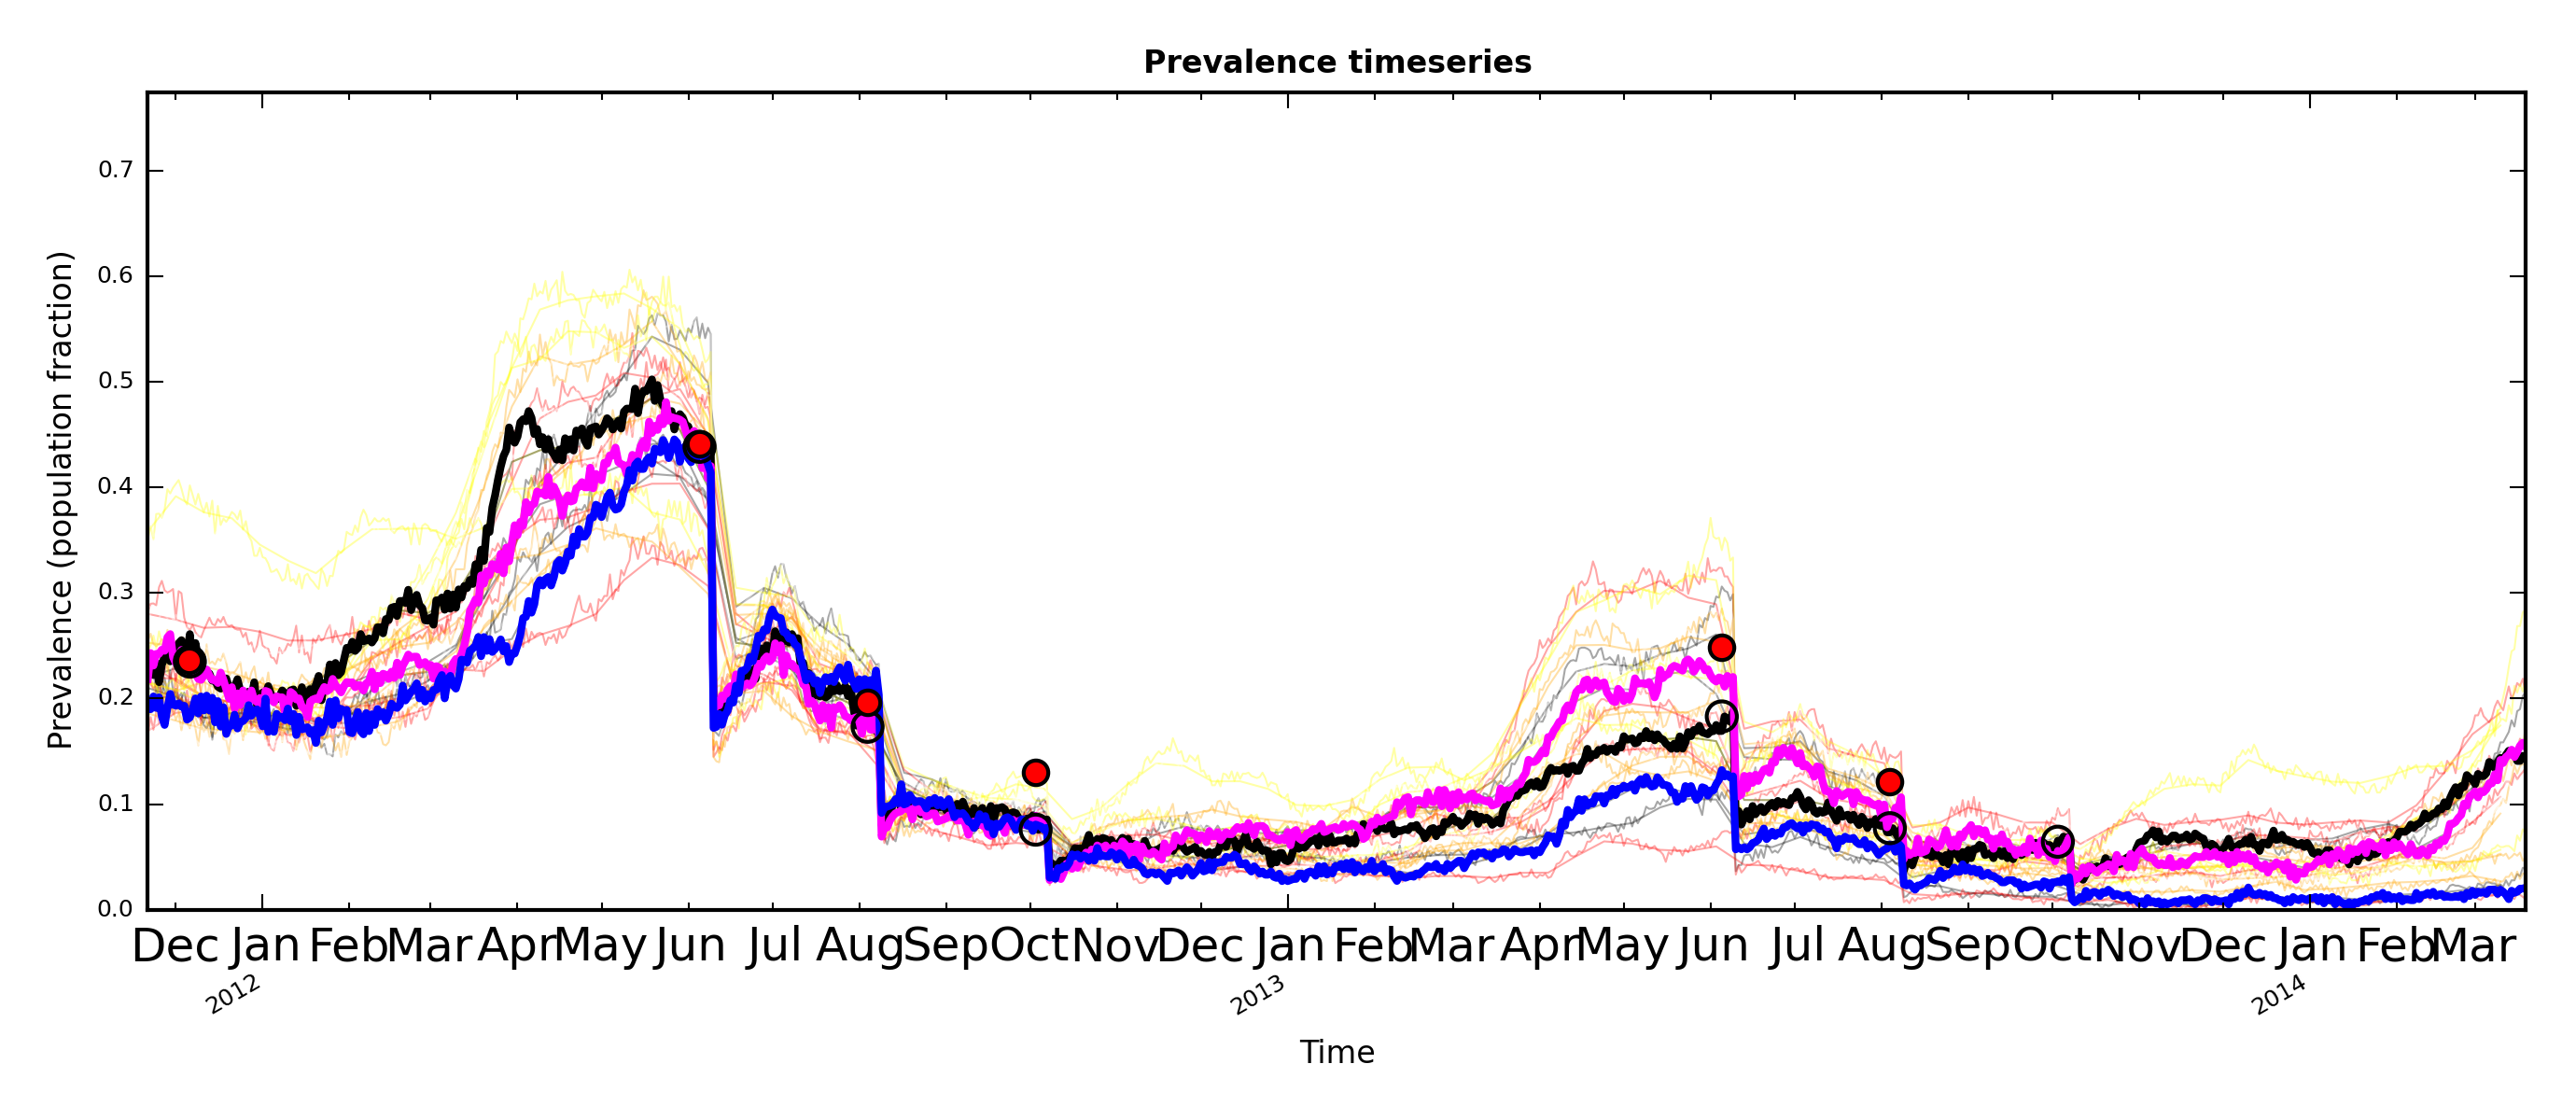 Prevalence timeseries
Prevalence (population fraction)
0.7
0.6
0.5
0.4
0.3
0.2
0.1
0.0
Dec Jan Feb Mar Apr May Jun Jul Aug Sep Oct Nov Dec Jan Feb Mar Apr May Jun Jul Aug Sep Oct Nov Dec Jan Feb Mar
2012 2013 2014
Time